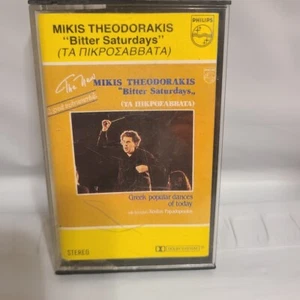 MIKIS THEODORAKIS
"Bitter Saturdays"
(ΤΑ ΠΙΚΡΟΣΑΒΒΑΤΑ)
PHILIPS
MIKIS THEODORAKIS
"Bitter Saturdays„
(ΤΑ ΠΙΚΡΟΣΑΒΒΑΤΑ)
Greek popular dances
of today
STEREO